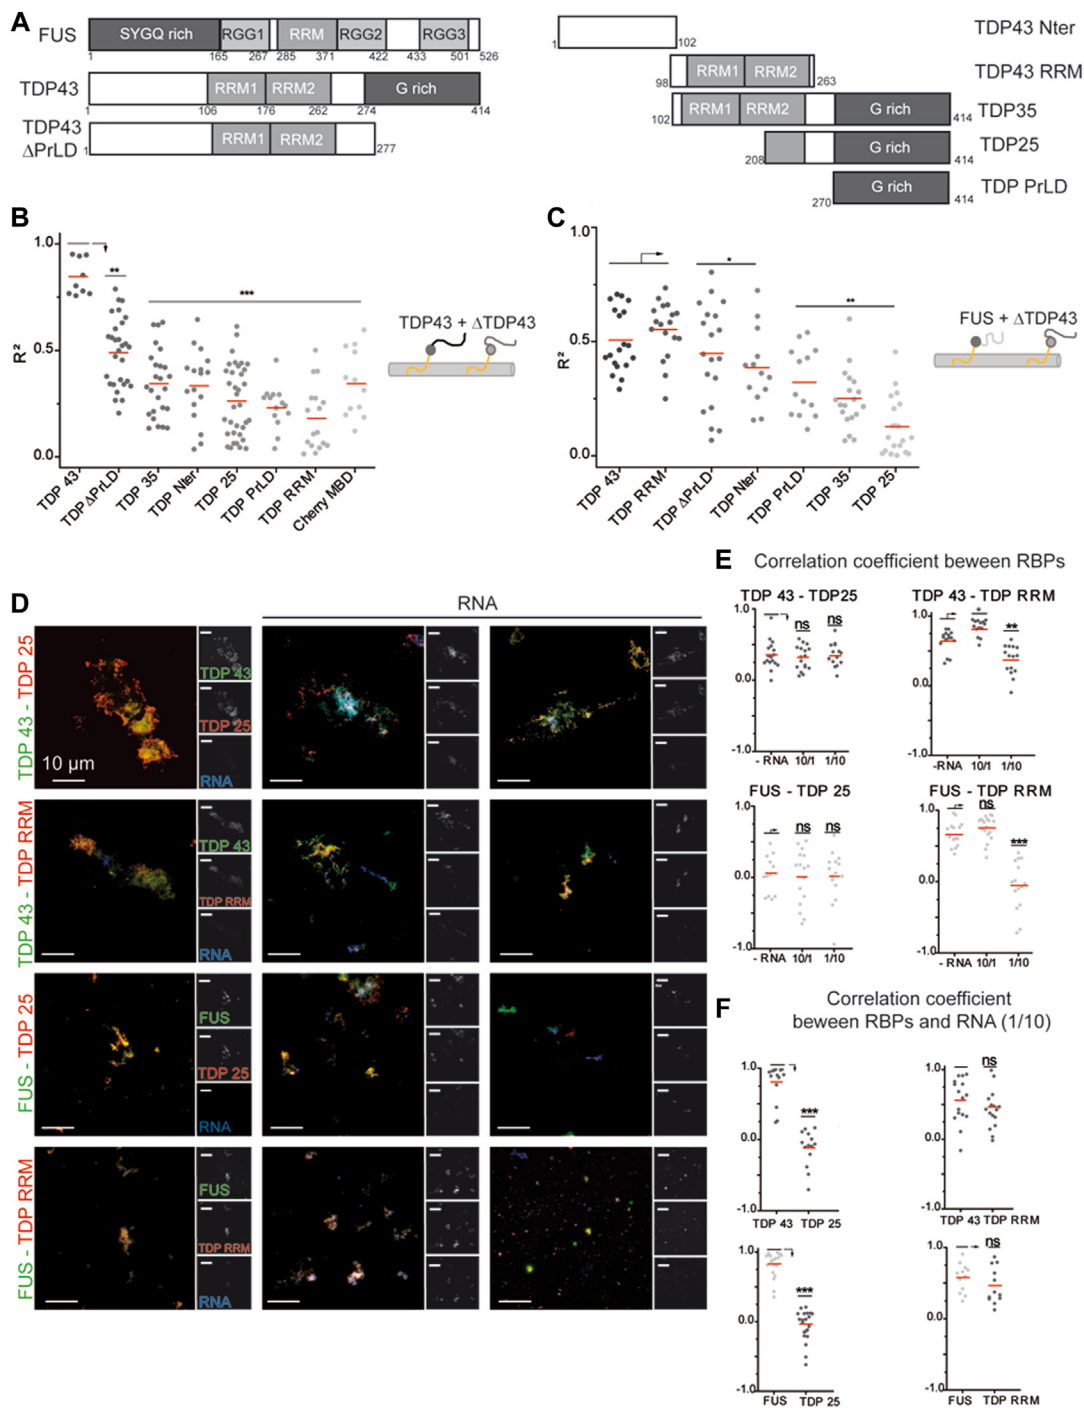 A
FUS
SYGQ rich
RGG1
RRM
RGG2
RGG3
1
165
267
285
371
422
433
501
526
TDP43
RRM1
RRM2
G rich
1
106
176
262
274
414
TDP43
ΔPrLD
1
RRM1
RRM2
277
1
102
TDP43 Nter
98
RRM1
RRM2
263
TDP43 RRM
102
RRM1
RRM2
G rich
414
TDP35
208
G rich
414
TDP25
270
G rich
414
TDP PrLD
B
1.0
0.5
0.0
R²
**
***
TDP 43
TDP ΔPrLD
TDP 35
TDP Nter
TDP 25
TDP PrLD
TDP RRM
Cherry MBD
TDP43 + ΔTDP43
C
1.0
0.5
0.0
R²
*
**
TDP 43
TDP RRM
TDP ΔPrLD
TDP Nter
TDP PrLD
TDP 35
TDP 25
FUS + ΔTDP43
D
RNA
TDP 43 - TDP 25
10 µm
TDP 43
TDP 25
RNA
TDP 43 - TDP RRM
TDP 43
TDP RRM
RNA
FUS - TDP 25
FUS
TDP 25
RNA
FUS - TDP RRM
FUS
TDP RRM
RNA
E
Correlation coefficient beween RBPs
TDP 43 - TDP25
1.0
0.0
-1.0
ns
ns
- RNA
10/1
1/10
TDP 43 - TDP RRM
1.0
0.0
-1.0
*
**
-RNA
10/1
1/10
FUS - TDP 25
1.0
0.0
-1.0
ns
ns
- RNA
10/1
1/10
FUS - TDP RRM
1.0
0.0
-1.0
ns
***
- RNA
10/1
1/10
F
Correlation coefficient
beween RBPs and RNA (1/10)
1.0
0.0
-1.0
***
TDP 43
TDP 25
1.0
0.0
-1.0
ns
TDP 43
TDP RRM
1.0
0.0
-1.0
***
FUS
TDP 25
1.0
0.0
-1.0
ns
FUS
TDP RRM